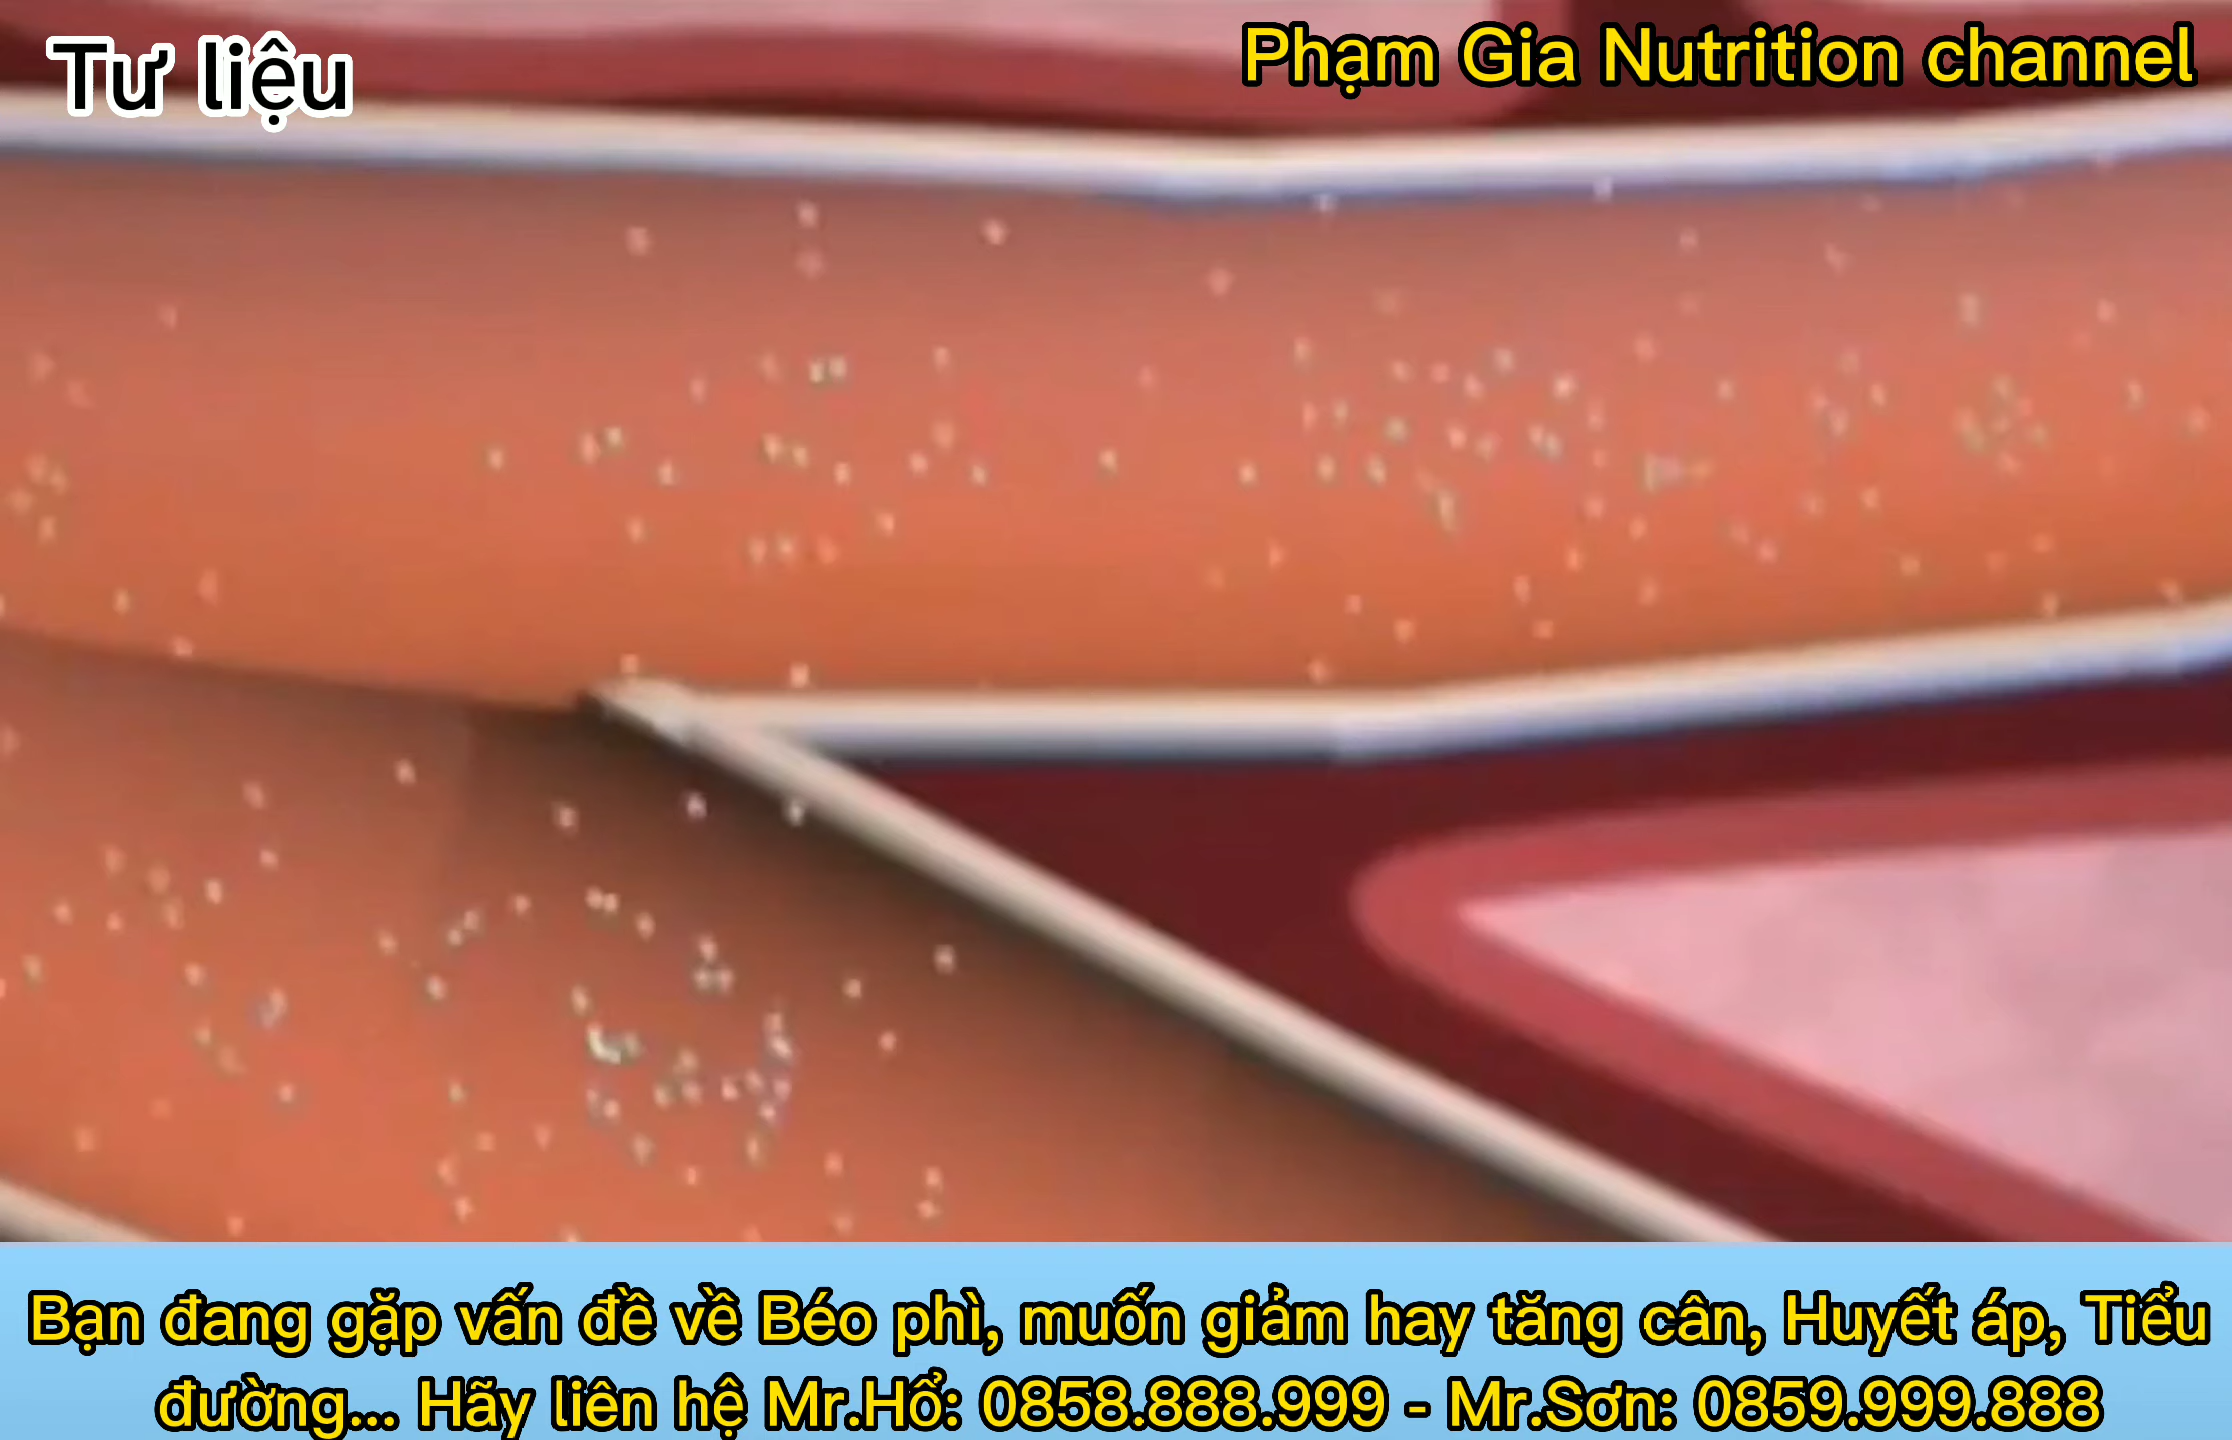 Tư liệu
Phạm Gia Nutrition channel
Bạn đang gặp vấn đề về Béo phì, muốn giảm hay tăng cân, Huyết áp, Tiểu
đường... Hãy liên hệ Mr.Hổ: 0858.888.999 - Mr.Sơn: 0859.999.888